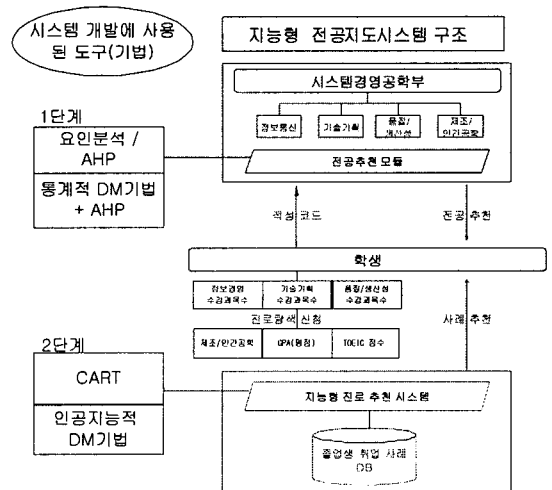 시스템 개발에 사용
된 도구(기법)
지능형 전공지도시스템 구조
시스템경영공학부
정보통신
기술기획
품질/
생산성
제조/
인간공학
1단계
요인분석 /
AHP
통계적 DM기법
+ AHP
전공추천 모듈
적성 코드
전공 추천
학생
정보경영
수강과목수
기술기획
수강과목수
품질/생산성
수강과목수
진로탐색 신청
사례 추천
제조/인간공학
GPA(평점)
TOEIC 점수
2단계
CART
인공지능적
DM기법
지능형 진로 추천 시스템
졸업생 취업 사례
DB